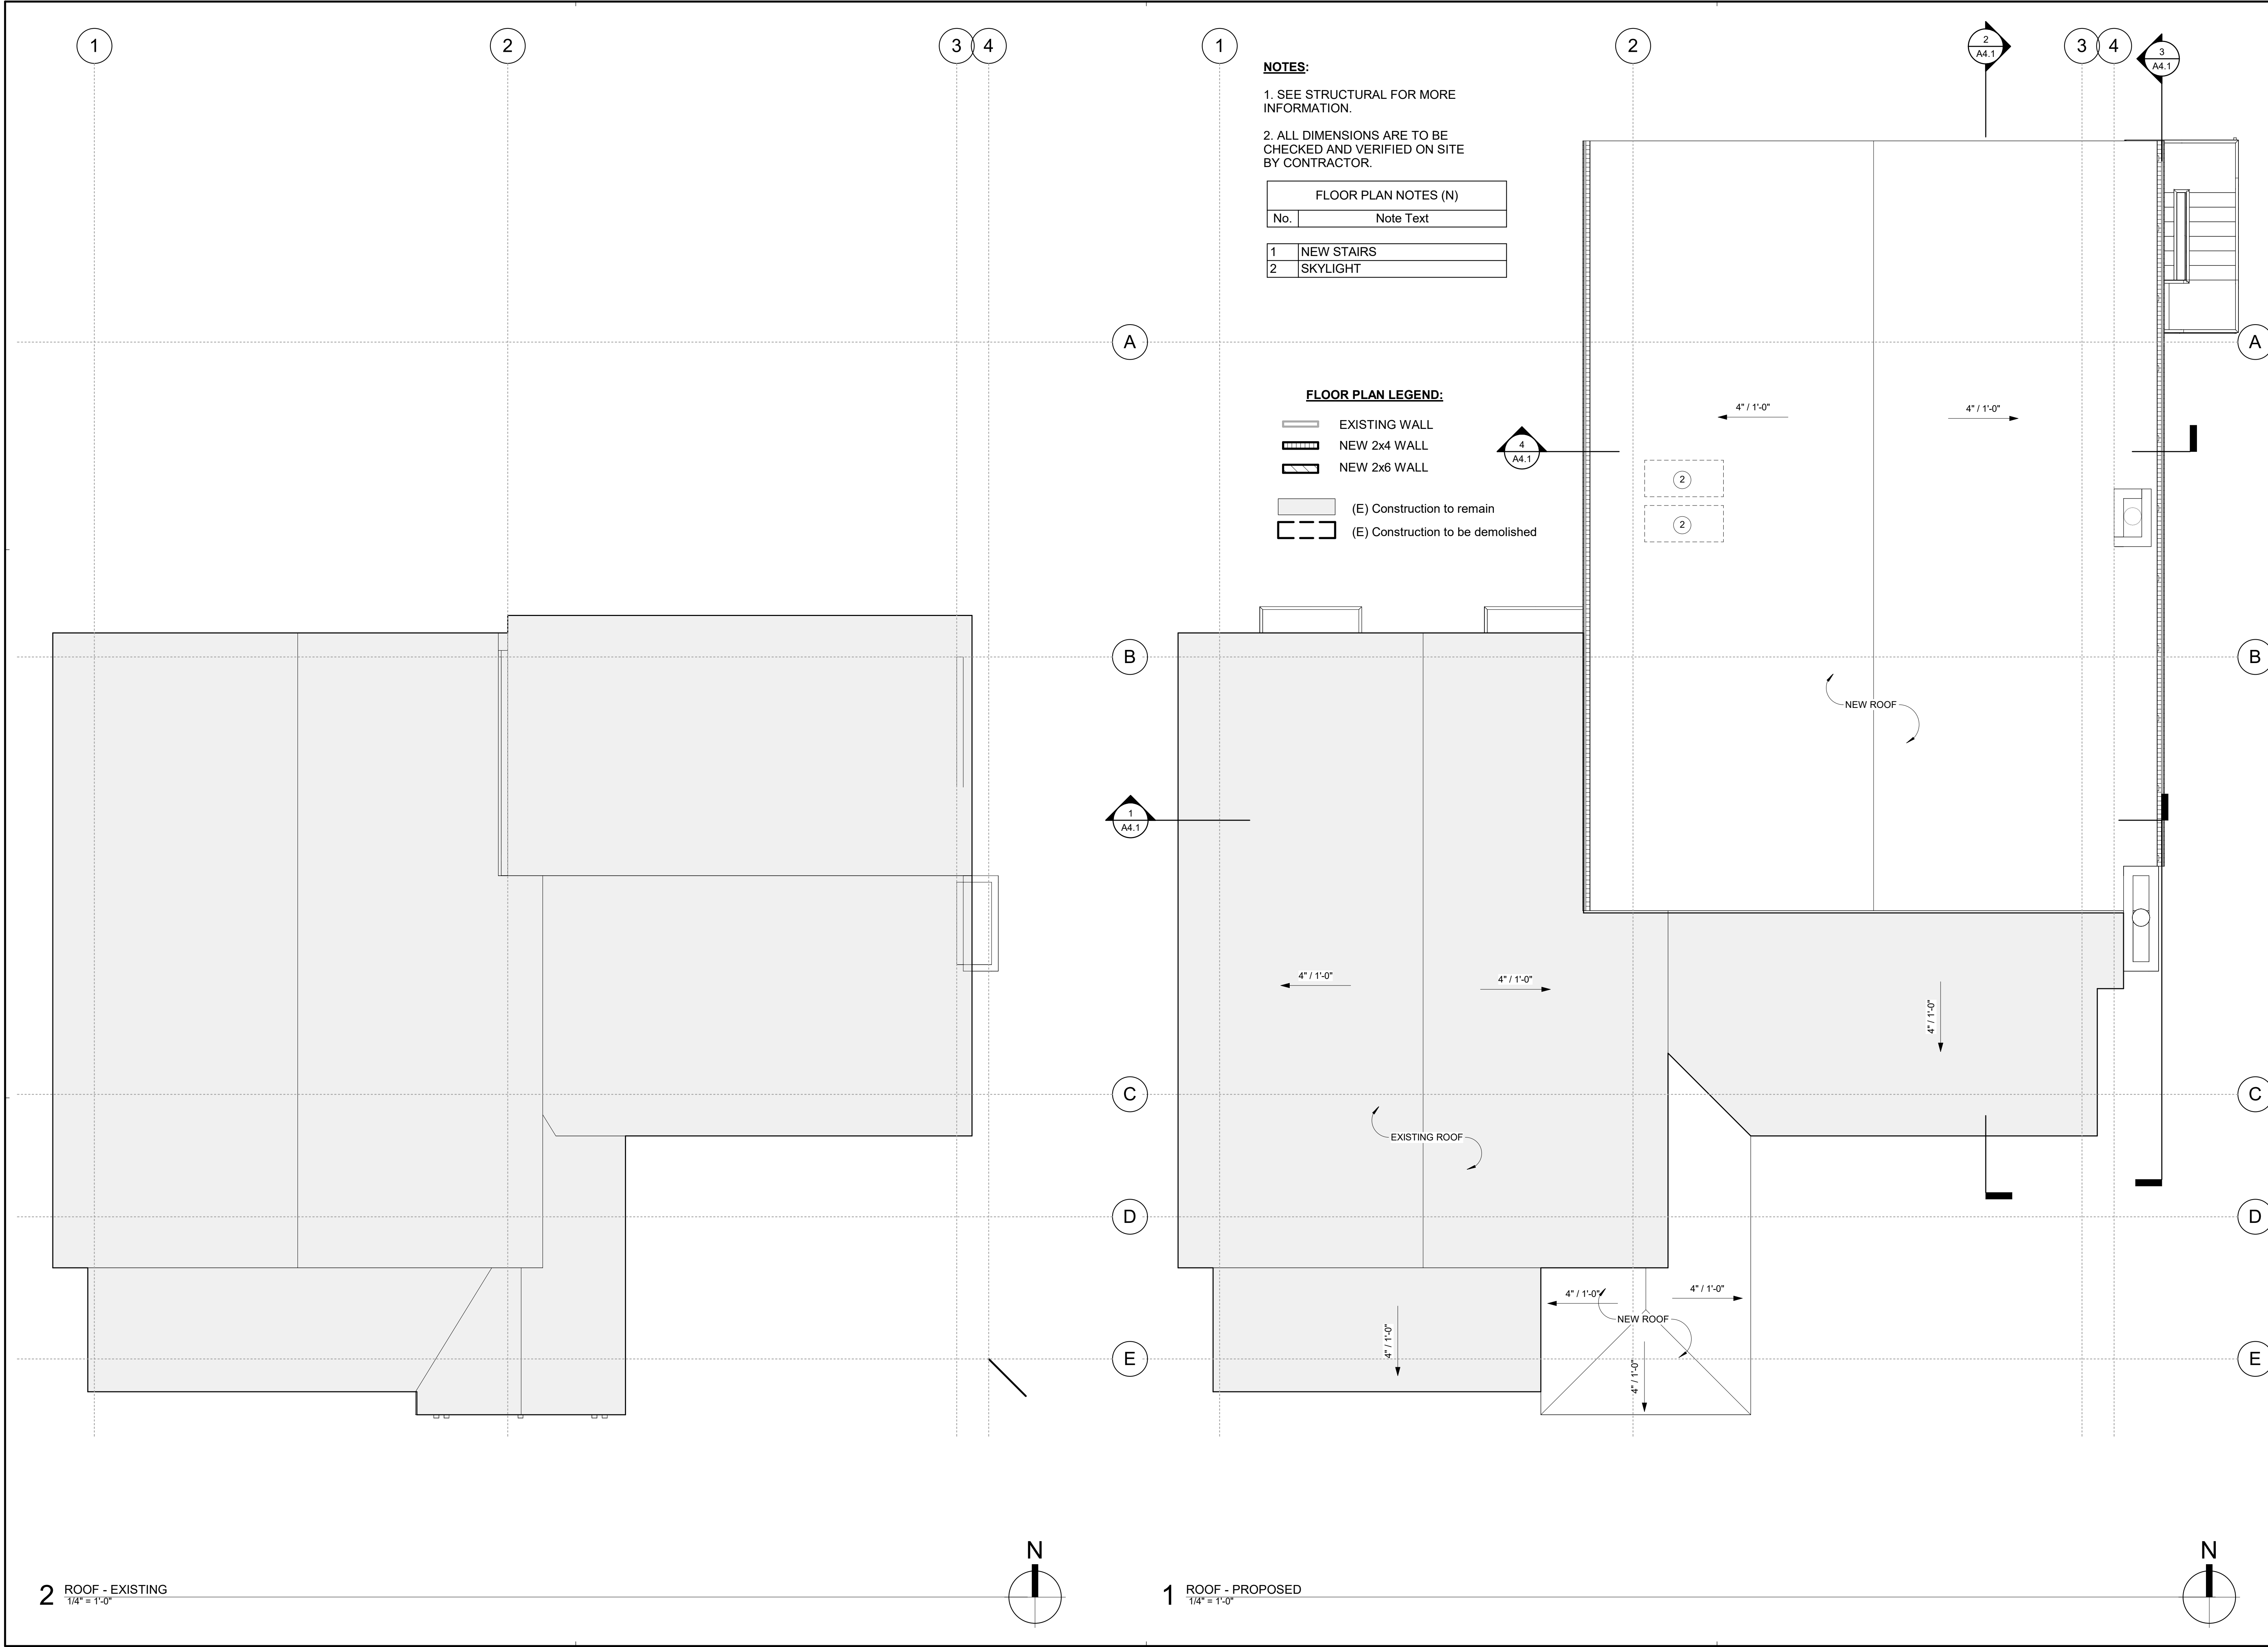 1
2
3
4
1
2
2
A4.1
3
4
3
A4.1
NOTES:
1. SEE STRUCTURAL FOR MORE
INFORMATION.
2. ALL DIMENSIONS ARE TO BE
CHECKED AND VERIFIED ON SITE
BY CONTRACTOR.
FLOOR PLAN NOTES (N)
No. Note Text
1 NEW STAIRS
2 SKYLIGHT
A
A
FLOOR PLAN LEGEND:
EXISTING WALL
NEW 2x4 WALL
NEW 2x6 WALL
(E) Construction to remain
(E) Construction to be demolished
4
A4.1
4" / 1'-0"
4" / 1'-0"
2
2
B
B
NEW ROOF
1
A4.1
4" / 1'-0"
4" / 1'-0"
4" / 1'-0"
C
C
EXISTING ROOF
D
D
4" / 1'-0"
4" / 1'-0"
NEW ROOF
4" / 1'-0"
4" / 1'-0"
E
E
2 ROOF - EXISTING
1/4" = 1'-0"
N
1 ROOF - PROPOSED
1/4" = 1'-0"
N